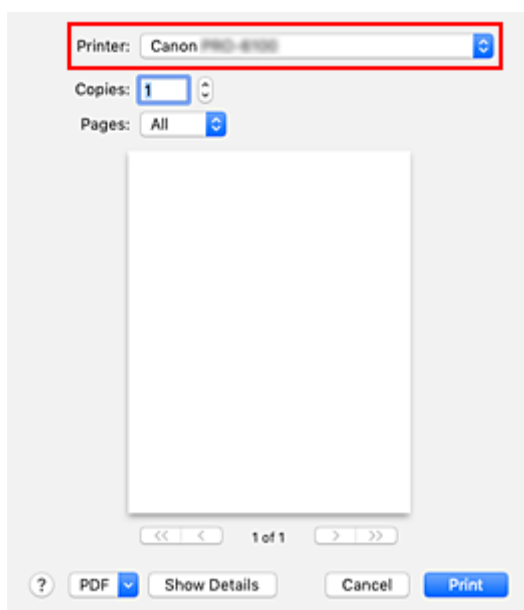 Printer: Canon
Copies: 1
Pages: All
1 of 1
? PDF Show Details Cancel Print